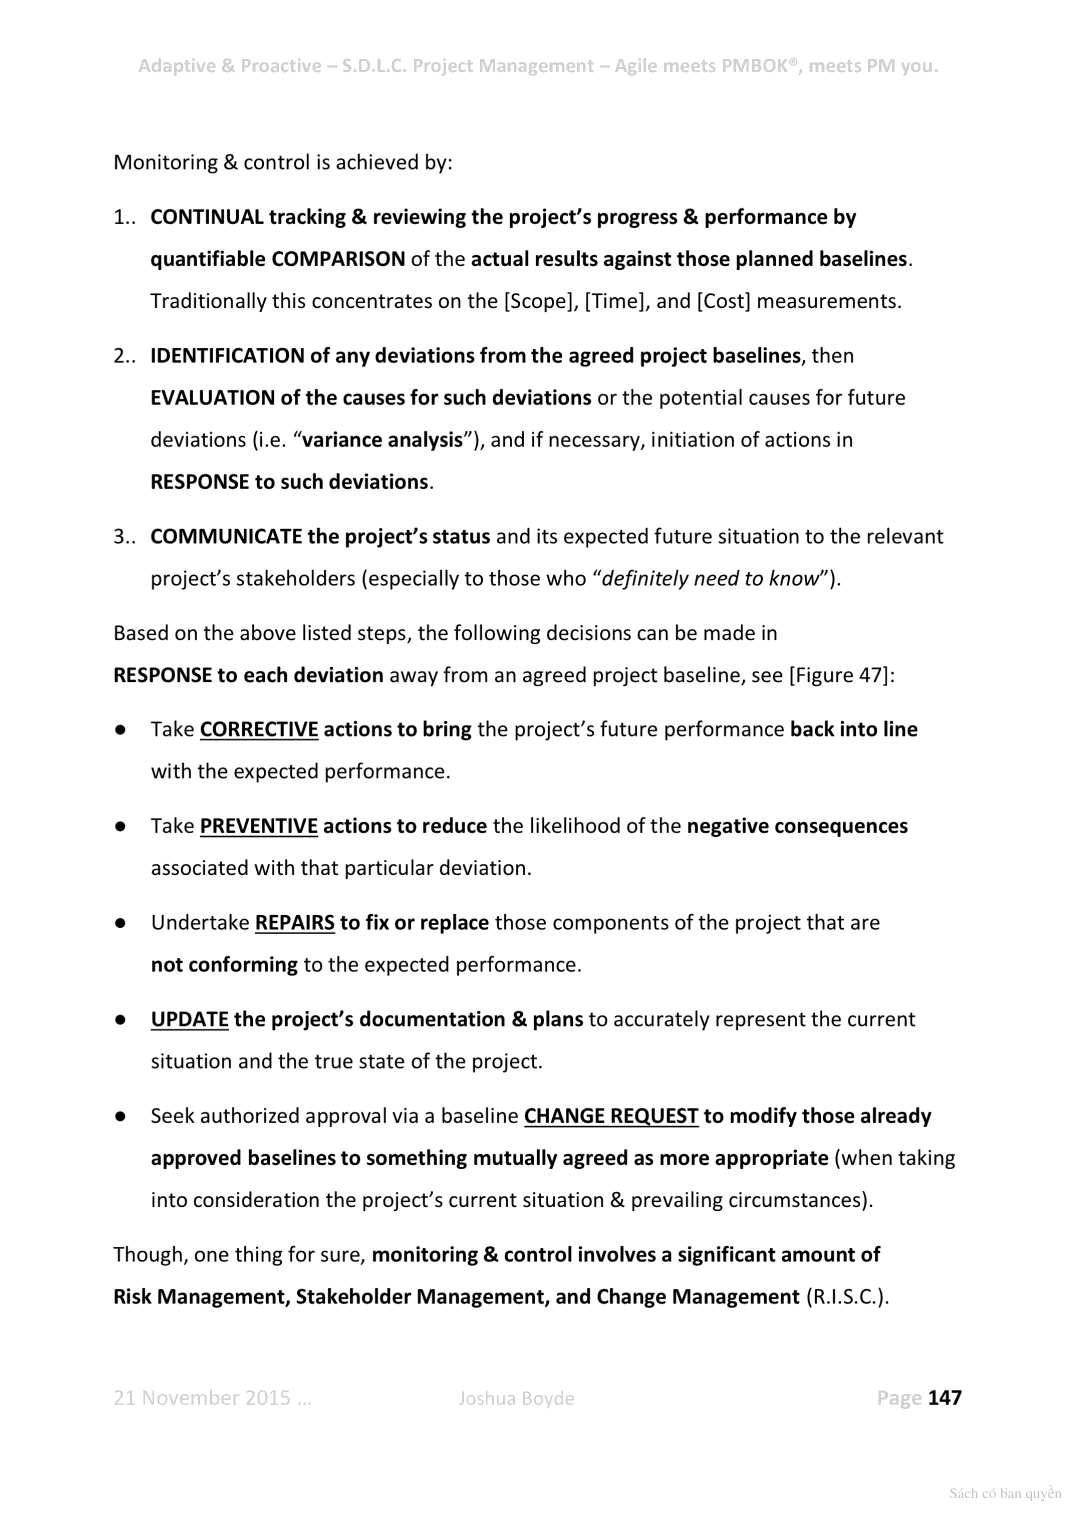 Adaptive & Proactive – S.D.L.C. Project Management – Agile meets PMBOK®, meets PM you.
Monitoring & control is achieved by:
1.. CONTINUAL tracking & reviewing the project’s progress & performance by
quantifiable COMPARISON of the actual results against those planned baselines.
Traditionally this concentrates on the [Scope], [Time], and [Cost] measurements.
2.. IDENTIFICATION of any deviations from the agreed project baselines, then
EVALUATION of the causes for such deviations or the potential causes for future
deviations (i.e. “variance analysis”), and if necessary, initiation of actions in
RESPONSE to such deviations.
3.. COMMUNICATE the project’s status and its expected future situation to the relevant
project’s stakeholders (especially to those who “definitely need to know”).
Based on the above listed steps, the following decisions can be made in
RESPONSE to each deviation away from an agreed project baseline, see [Figure 47]:
● Take CORRECTIVE actions to bring the project’s future performance back into line
with the expected performance.
● Take PREVENTIVE actions to reduce the likelihood of the negative consequences
associated with that particular deviation.
● Undertake REPAIRS to fix or replace those components of the project that are
not conforming to the expected performance.
● UPDATE the project’s documentation & plans to accurately represent the current
situation and the true state of the project.
● Seek authorized approval via a baseline CHANGE REQUEST to modify those already
approved baselines to something mutually agreed as more appropriate (when taking
into consideration the project’s current situation & prevailing circumstances).
Though, one thing for sure, monitoring & control involves a significant amount of
Risk Management, Stakeholder Management, and Change Management (R.I.S.C.).
21 November 2015 … Joshua Boyde Page 147
Sách có bản quyền